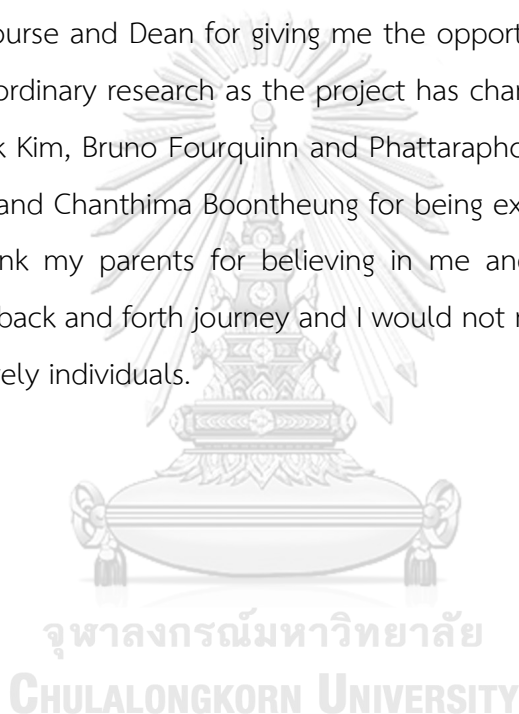 ourse and Dean for giving me the opport
ordinary research as the project has chan
k Kim, Bruno Fourquinn and Phattarapho
and Chanthima Boontheung for being ex
nk my parents for believing in me and
back and forth journey and I would not r
ely individuals.
จุฬาลงกรณ์มหาวิทยาลัย
CHULALONGKORN UNIVERSITY